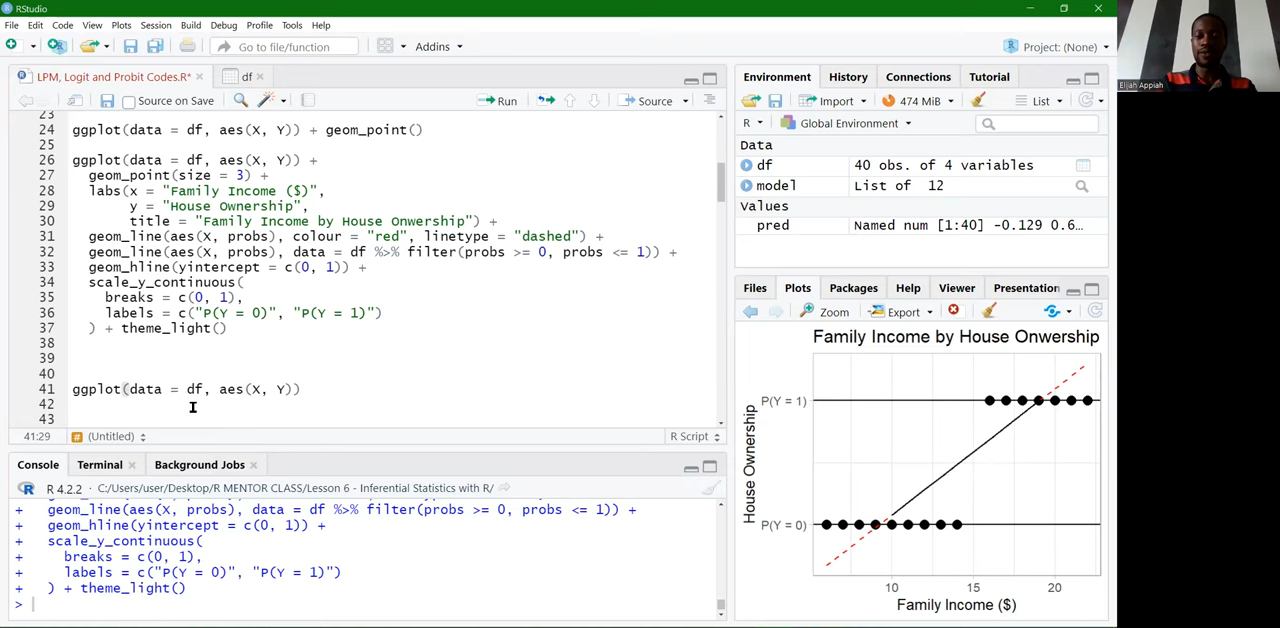 RStudio
File Edit Code View Plots Session Build Debug Profile Tools Help
Go to file/function
Addins
Project: (None)
LPM, Logit and Probit Codes.R*
df
Source on Save
Run
Source
23
24 ggplot(data = df, aes(X, Y)) + geom_point()
25
26 ggplot(data = df, aes(X, Y)) +
27 geom_point(size = 3) +
28 labs(x = "Family Income ($)",
29 y = "House Ownership",
30 title = "Family Income by House Onwership") +
31 geom_line(aes(X, probs), colour = "red", linetype = "dashed") +
32 geom_line(aes(X, probs), data = df %>% filter(probs >= 0, probs <= 1)) +
33 geom_hline(yintercept = c(0, 1)) +
34 scale_y_continuous(
35 breaks = c(0, 1),
36 labels = c("P(Y = 0)", "P(Y = 1)")
37 ) + theme_light()
38
39
40
41 ggplot(data = df, aes(X, Y))
42
43
41:29
(Untitled)
R Script
Console Terminal Background Jobs
R 4.2.2 · C:/Users/user/Desktop/R MENTOR CLASS/Lesson 6 - Inferential Statistics with R/
+ geom_line(aes(X, probs), data = df %>% filter(probs >= 0, probs <= 1)) +
+ geom_hline(yintercept = c(0, 1)) +
+ scale_y_continuous(
+ breaks = c(0, 1),
+ labels = c("P(Y = 0)", "P(Y = 1)")
+ ) + theme_light()
>
Environment History Connections Tutorial
Import
474 MiB
List
R
Global Environment
Data
df 40 obs. of 4 variables
model List of 12
Values
pred Named num [1:40] -0.129 0.6…
Files Plots Packages Help Viewer Presentation
Zoom
Export
Family Income by House Onwership
P(Y = 1)
P(Y = 0)
House Ownership
10 15 20
Family Income ($)
Elijah Appiah